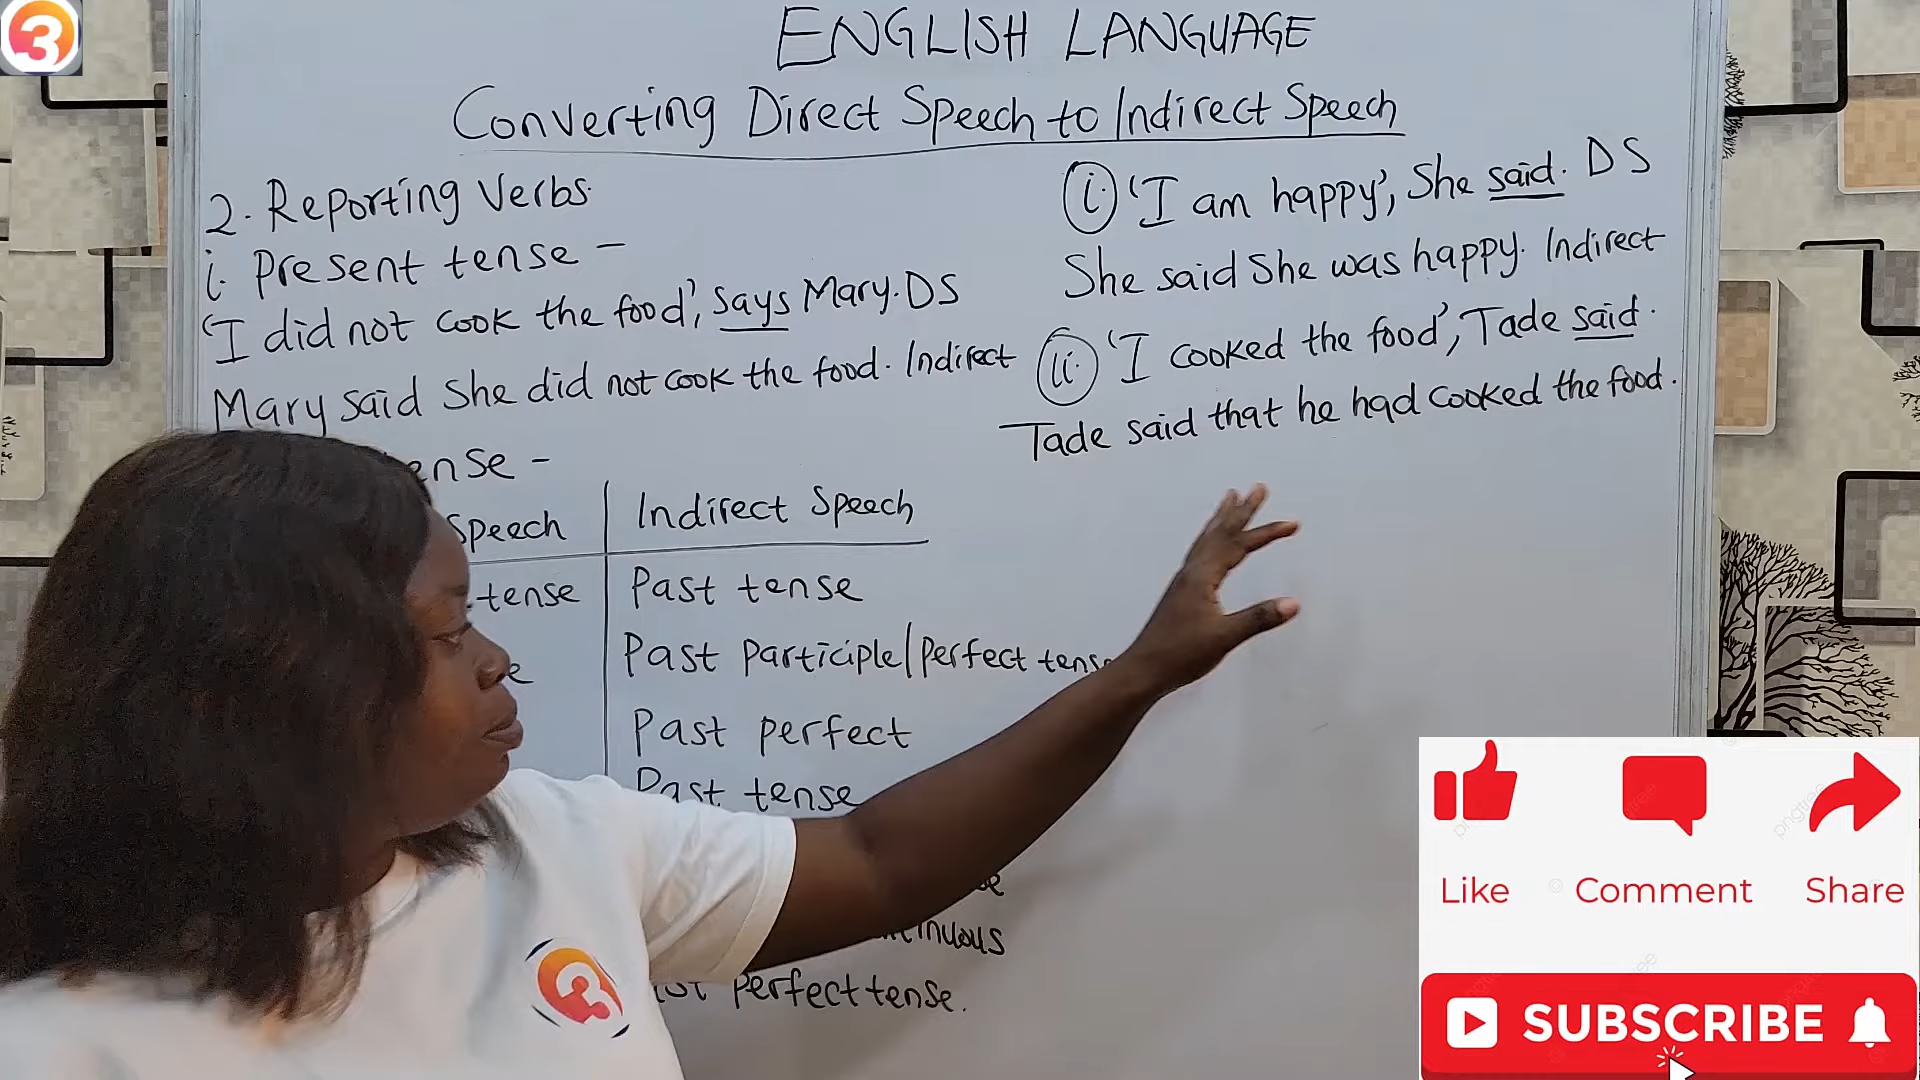 3
ENGLISH LANGUAGE
Converting Direct Speech to Indirect Speech
2. Reporting Verbs
i. Present tense –
'I did not cook the food', says Mary. DS
Mary said she did not cook the food. Indirect
tense –
Speech | Indirect Speech
tense | Past tense
Past participle/perfect tense
Past perfect
Past tense
perfect tense.
(i.) 'I am happy', She said. DS
She said she was happy. Indirect
(ii.) 'I cooked the food', Tade said.
Tade said that he had cooked the food.
Like
Comment
Share
SUBSCRIBE